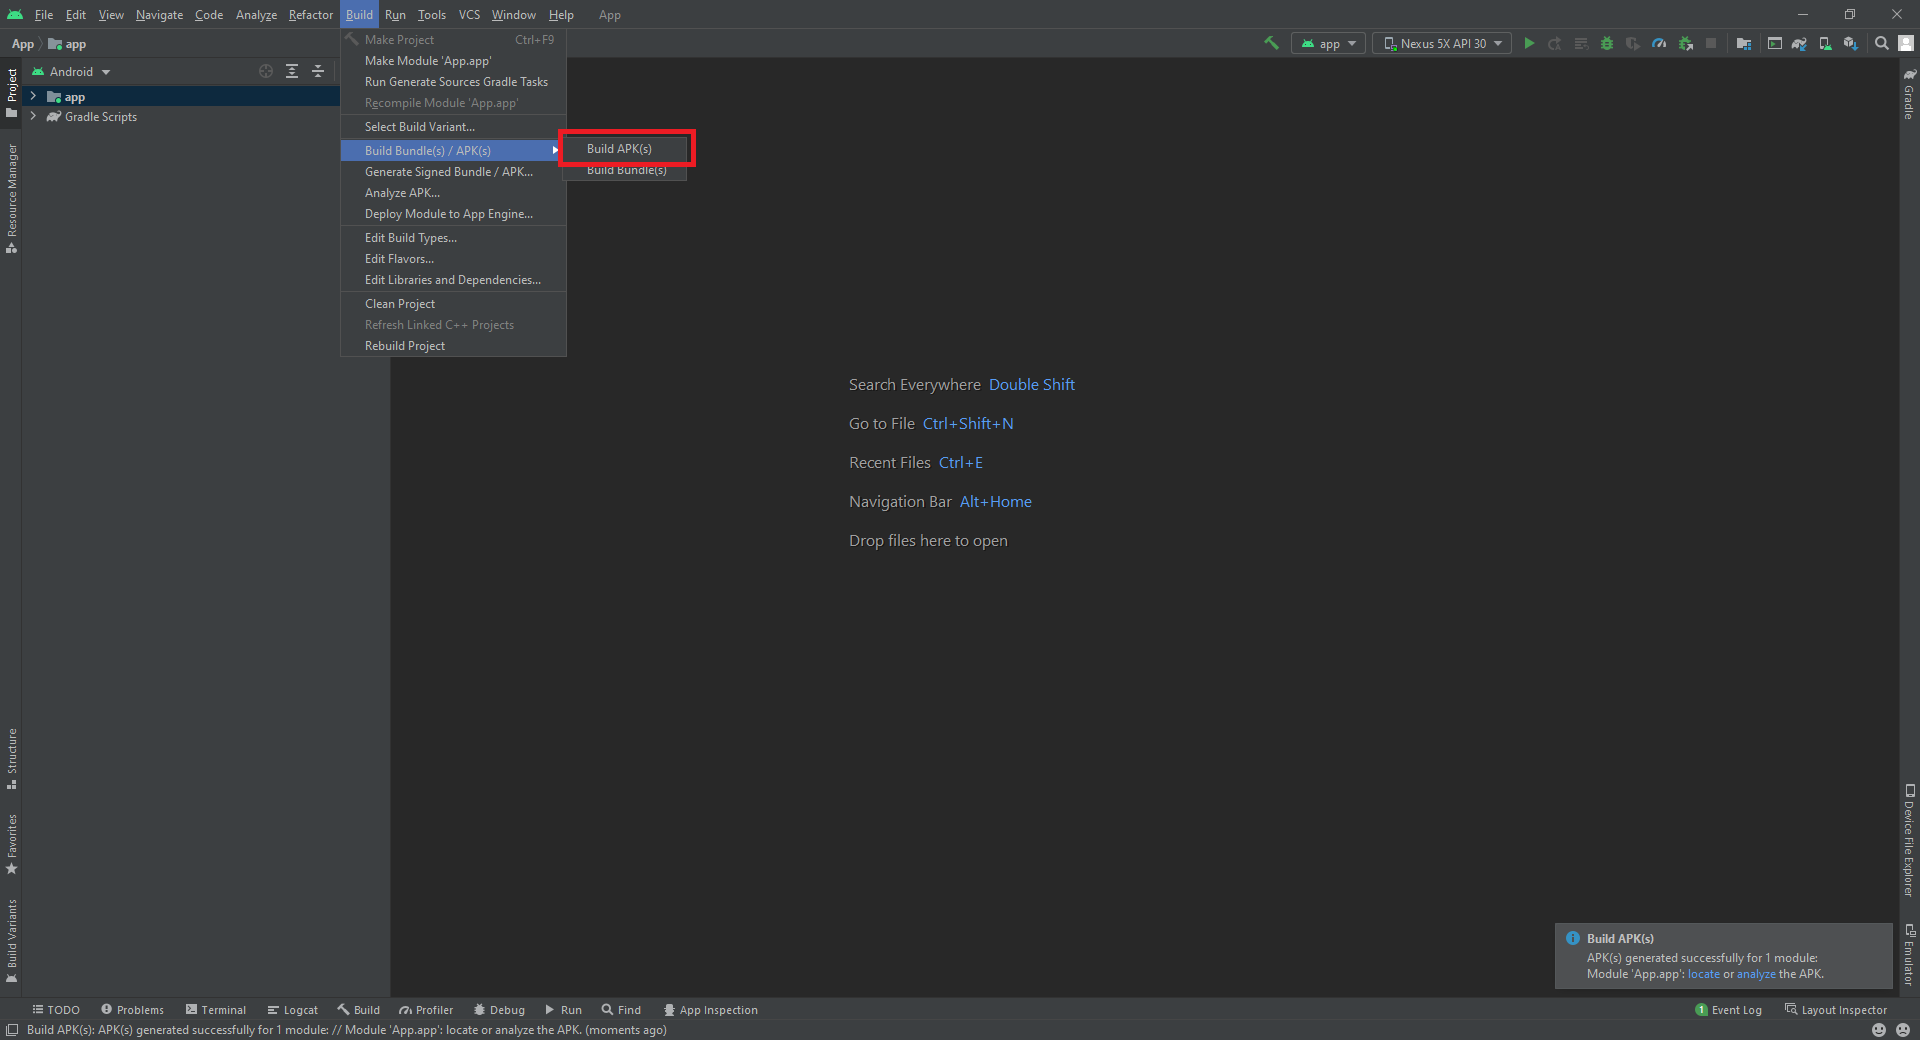 File Edit View Navigate Code Analyze Refactor Build Run Tools VCS Window Help App
App app
app Nexus 5X API 30
Project
Android
app
Gradle Scripts
Resource Manager
Make Project Ctrl+F9
Make Module 'App.app'
Run Generate Sources Gradle Tasks
Recompile Module 'App.app'
Select Build Variant...
Build Bundle(s) / APK(s)
Generate Signed Bundle / APK...
Analyze APK...
Deploy Module to App Engine...
Edit Build Types...
Edit Flavors...
Edit Libraries and Dependencies...
Clean Project
Refresh Linked C++ Projects
Rebuild Project
Build APK(s)
Build Bundle(s)
Gradle
Search Everywhere Double Shift
Go to File Ctrl+Shift+N
Recent Files Ctrl+E
Navigation Bar Alt+Home
Drop files here to open
Structure
Favorites
Build Variants
Device File Explorer
Emulator
Build APK(s)
APK(s) generated successfully for 1 module:
Module 'App.app': locate or analyze the APK.
TODO Problems Terminal Logcat Build Profiler Debug Run Find App Inspection 1 Event Log Layout Inspector
Build APK(s): APK(s) generated successfully for 1 module: // Module 'App.app': locate or analyze the APK. (moments ago)